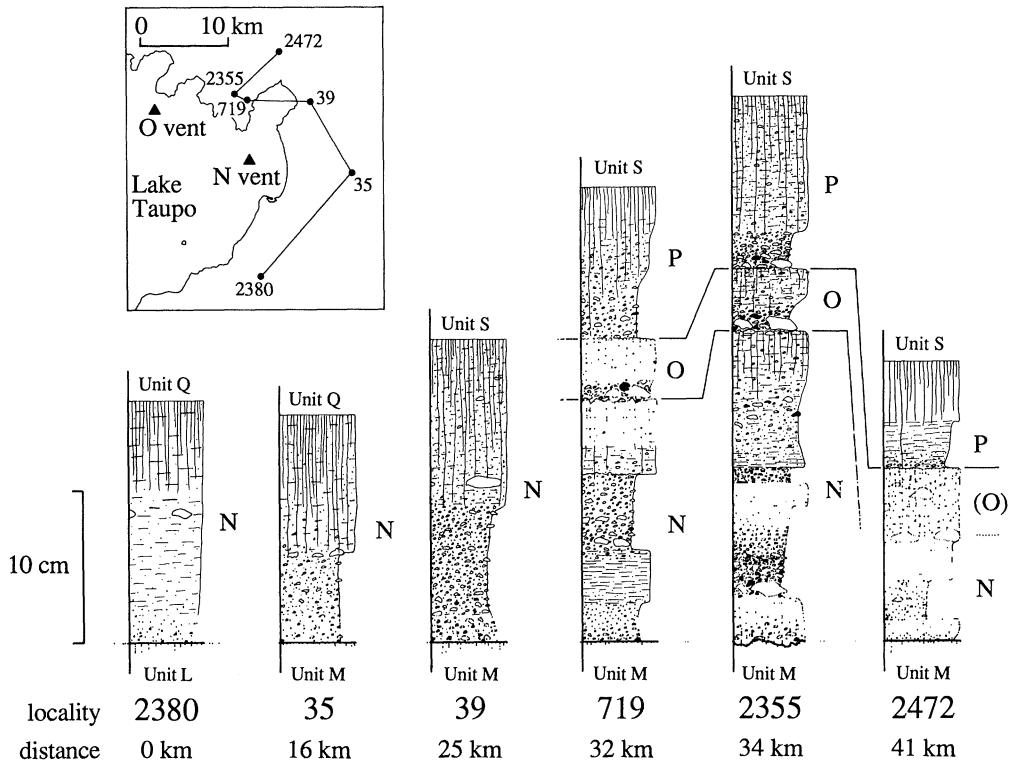 0 10 km
2472
2355
719
39
O vent
N vent
35
Lake
Taupo
2380
Unit S
P
Unit S
P
O
Unit S
O
Unit S
Unit Q
Unit Q
P
N
N
N
N
N
(O)
N
10 cm
Unit L
Unit M
Unit M
Unit M
Unit M
Unit M
locality 2380 35 39 719 2355 2472
distance 0 km 16 km 25 km 32 km 34 km 41 km